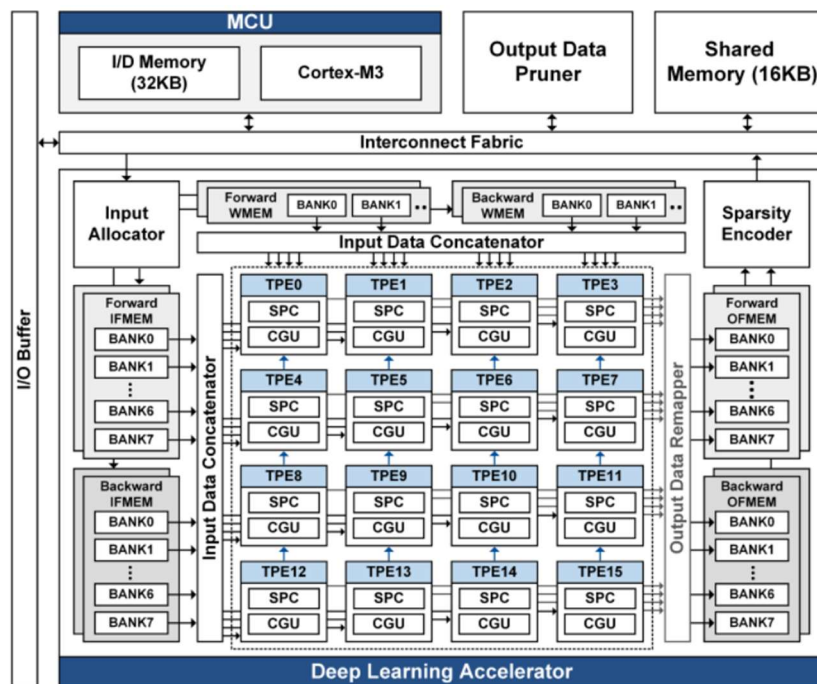 MCU
I/D Memory
(32KB)
Cortex-M3
Output Data
Pruner
Shared
Memory (16KB)
Interconnect Fabric
I/O Buffer
Input
Allocator
Forward
WMEM
BANK0
BANK1
Backward
WMEM
BANK0
BANK1
Sparsity
Encoder
Input Data Concatenator
Forward
IFMEM
BANK0
BANK1
BANK6
BANK7
Backward
IFMEM
BANK0
BANK1
BANK6
BANK7
Input Data Concatenator
TPE0
SPC
CGU
TPE1
SPC
CGU
TPE2
SPC
CGU
TPE3
SPC
CGU
TPE4
SPC
CGU
TPE5
SPC
CGU
TPE6
SPC
CGU
TPE7
SPC
CGU
TPE8
SPC
CGU
TPE9
SPC
CGU
TPE10
SPC
CGU
TPE11
SPC
CGU
TPE12
SPC
CGU
TPE13
SPC
CGU
TPE14
SPC
CGU
TPE15
SPC
CGU
Output Data Remapper
Forward
OFMEM
BANK0
BANK1
BANK6
BANK7
Backward
OFMEM
BANK0
BANK1
BANK6
BANK7
Deep Learning Accelerator